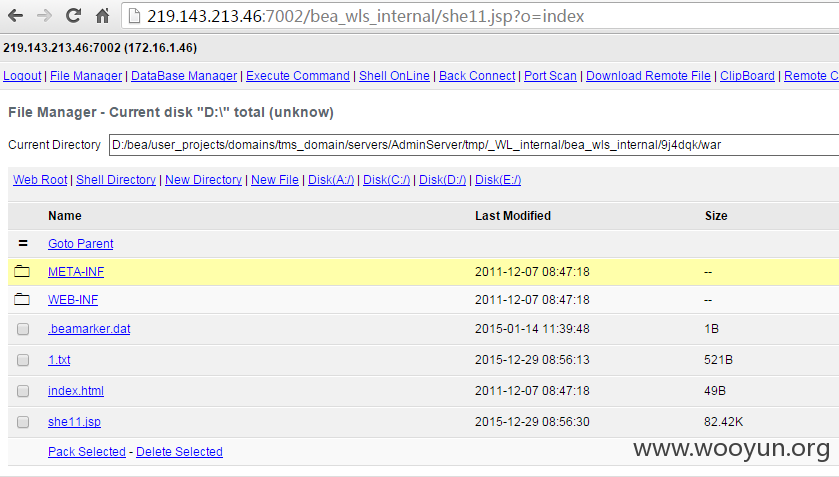 219.143.213.46:7002/bea_wls_internal/she11.jsp?o=index
219.143.213.46:7002 (172.16.1.46)
Logout | File Manager | DataBase Manager | Execute Command | Shell OnLine | Back Connect | Port Scan | Download Remote File | ClipBoard | Remote C
File Manager - Current disk "D:\" total (unknow)
Current Directory D:/bea/user_projects/domains/tms_domain/servers/AdminServer/tmp/_WL_internal/bea_wls_internal/9j4dqk/war
Web Root | Shell Directory | New Directory | New File | Disk(A:/) | Disk(C:/) | Disk(D:/) | Disk(E:/)
Name Last Modified Size
= Goto Parent
META-INF 2011-12-07 08:47:18 --
WEB-INF 2011-12-07 08:47:18 --
.beamarker.dat 2015-01-14 11:39:48 1B
1.txt 2015-12-29 08:56:13 521B
index.html 2011-12-07 08:47:18 49B
she11.jsp 2015-12-29 08:56:30 82.42K
Pack Selected - Delete Selected
www.wooyun.org